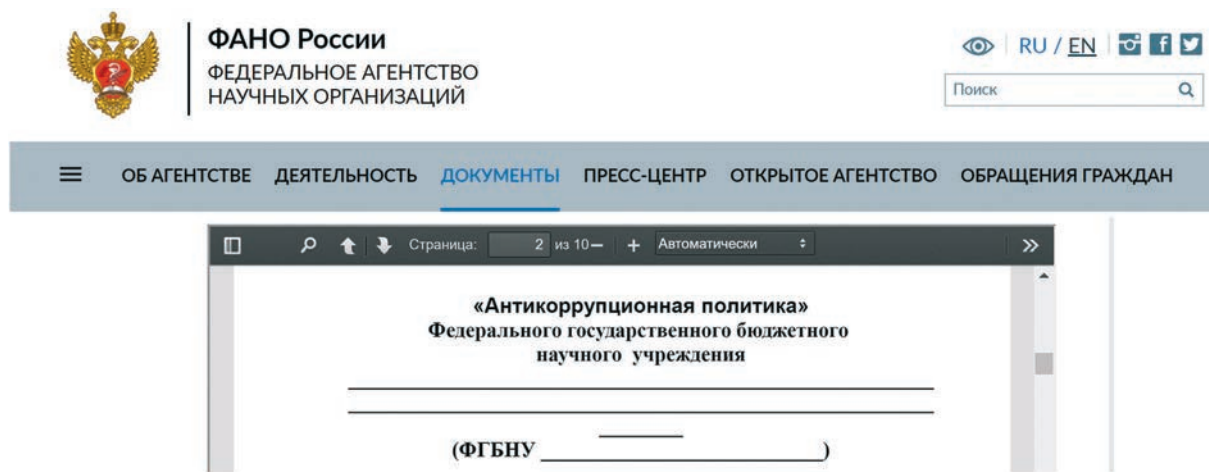 ФАНО России
ФЕДЕРАЛЬНОЕ АГЕНТСТВО
НАУЧНЫХ ОРГАНИЗАЦИЙ
RU / EN
Поиск
ОБ АГЕНТСТВЕ ДЕЯТЕЛЬНОСТЬ ДОКУМЕНТЫ ПРЕСС-ЦЕНТР ОТКРЫТОЕ АГЕНТСТВО ОБРАЩЕНИЯ ГРАЖДАН
Страница: 2 из 10 Автоматически
«Антикоррупционная политика»
Федерального государственного бюджетного
научного учреждения
(ФГБНУ ____________________)